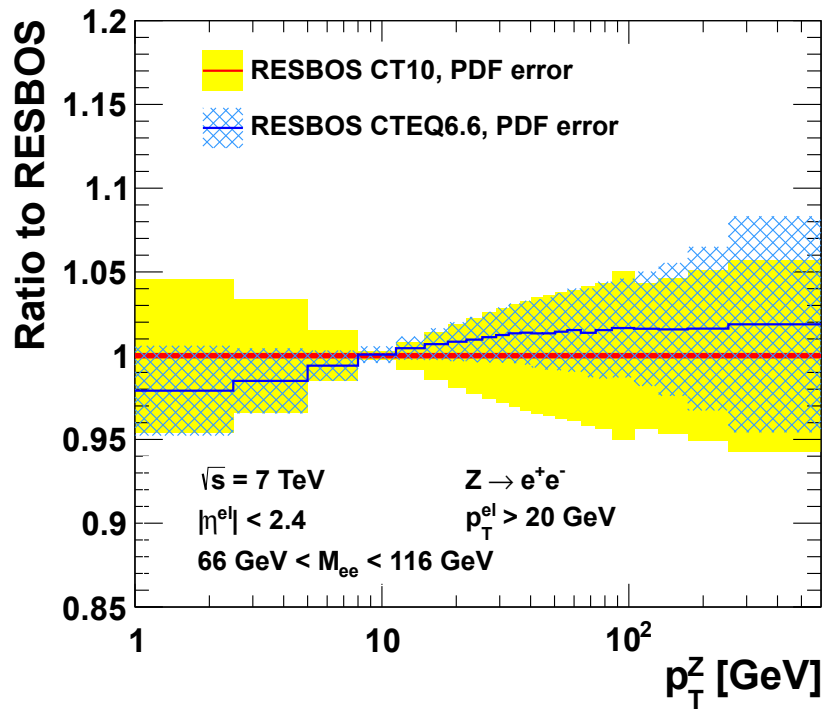 Ratio to RESBOS
1.2
1.15
1.1
1.05
1
0.95
0.9
0.85
RESBOS CT10, PDF error
RESBOS CTEQ6.6, PDF error
√s = 7 TeV
Z → e⁺e⁻
|η^el| < 2.4
p_T^el > 20 GeV
66 GeV < M_ee < 116 GeV
1
10
10²
p_T^Z [GeV]